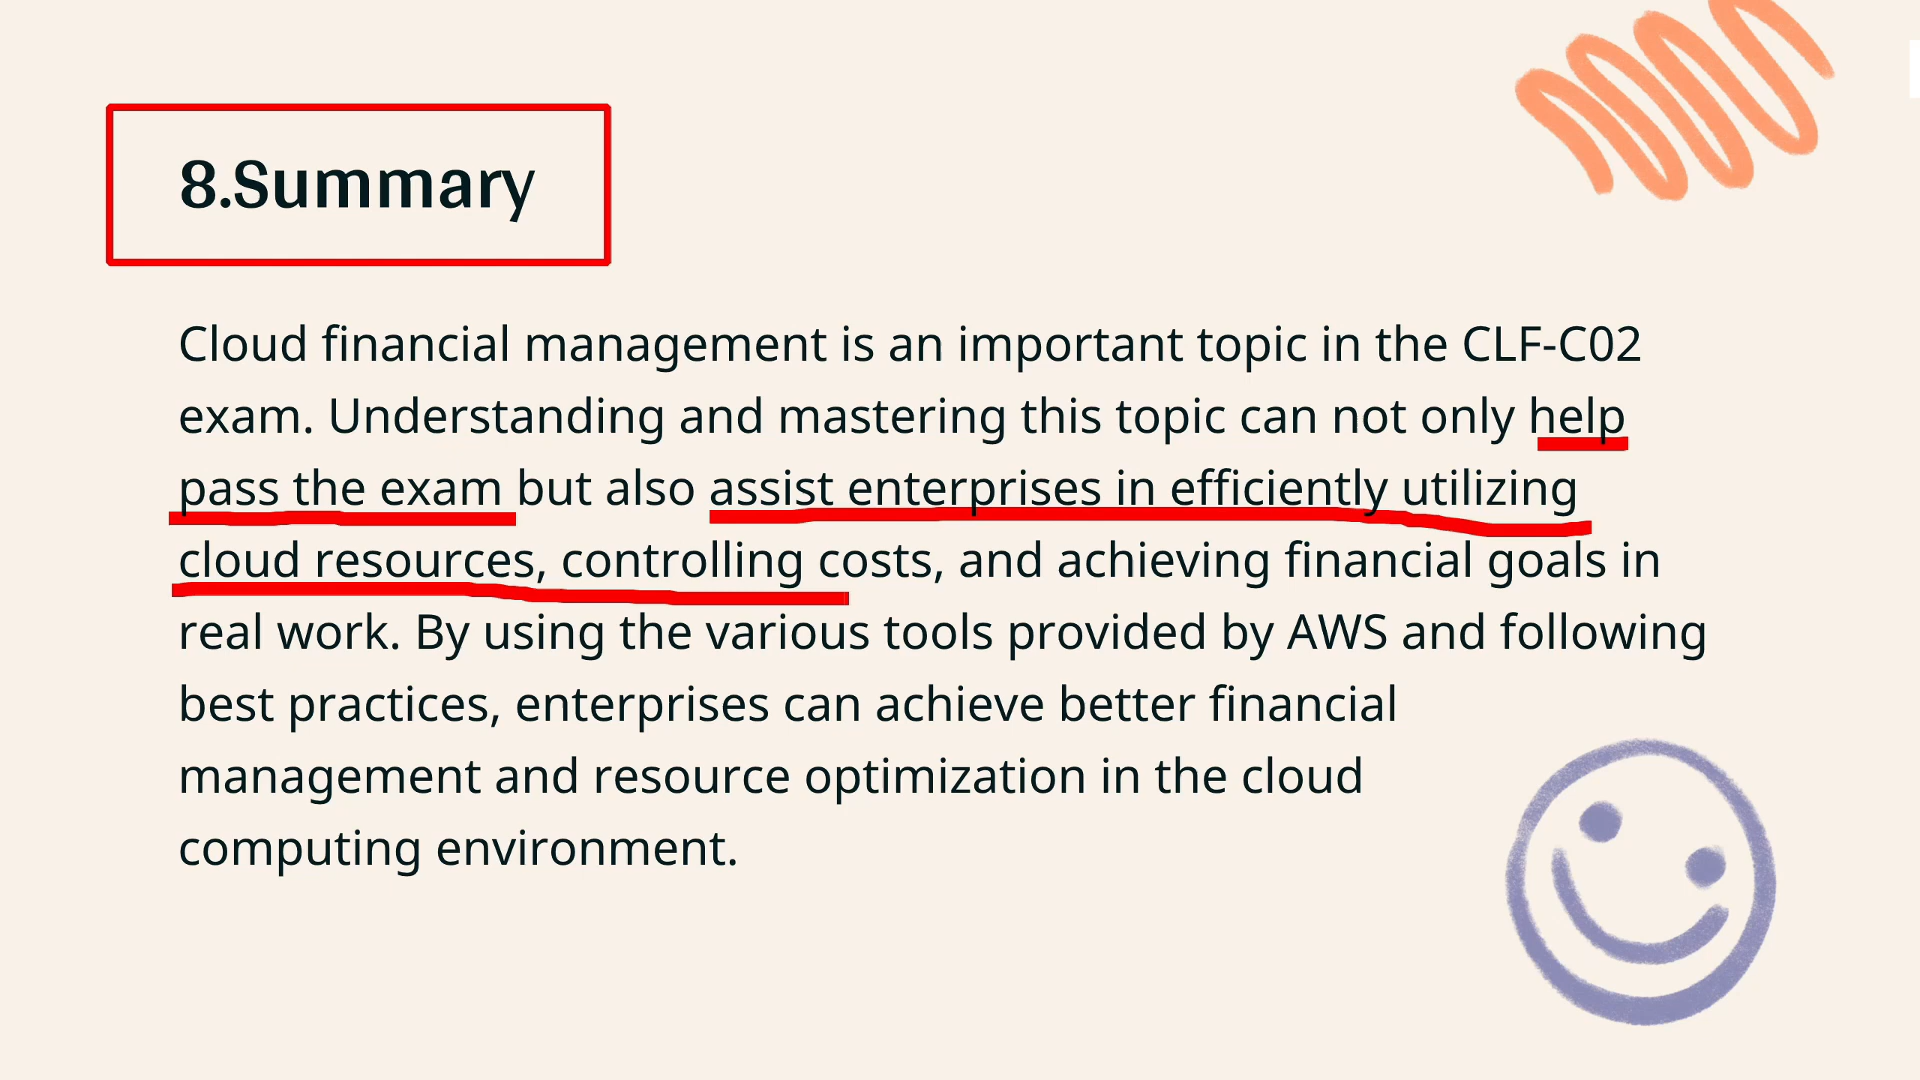 8.Summary
Cloud financial management is an important topic in the CLF-C02
exam. Understanding and mastering this topic can not only help
pass the exam but also assist enterprises in efficiently utilizing
cloud resources, controlling costs, and achieving financial goals in
real work. By using the various tools provided by AWS and following
best practices, enterprises can achieve better financial
management and resource optimization in the cloud
computing environment.